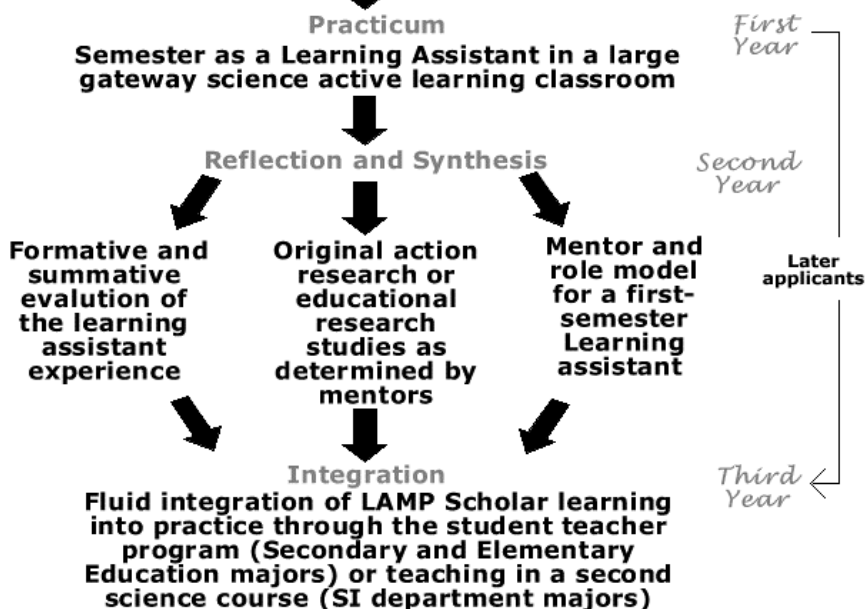 Practicum
First
Year
Semester as a Learning Assistant in a large
gateway science active learning classroom
Reflection and Synthesis
Second
Year
Formative and
summative
evalution of
the learning
assistant
experience
Original action
research or
educational
research
studies as
determined by
mentors
Mentor and
role model
for a first-
semester
Learning
assistant
Later
applicants
Integration
Third
Year
Fluid integration of LAMP Scholar learning
into practice through the student teacher
program (Secondary and Elementary
Education majors) or teaching in a second
science course (SI department majors)